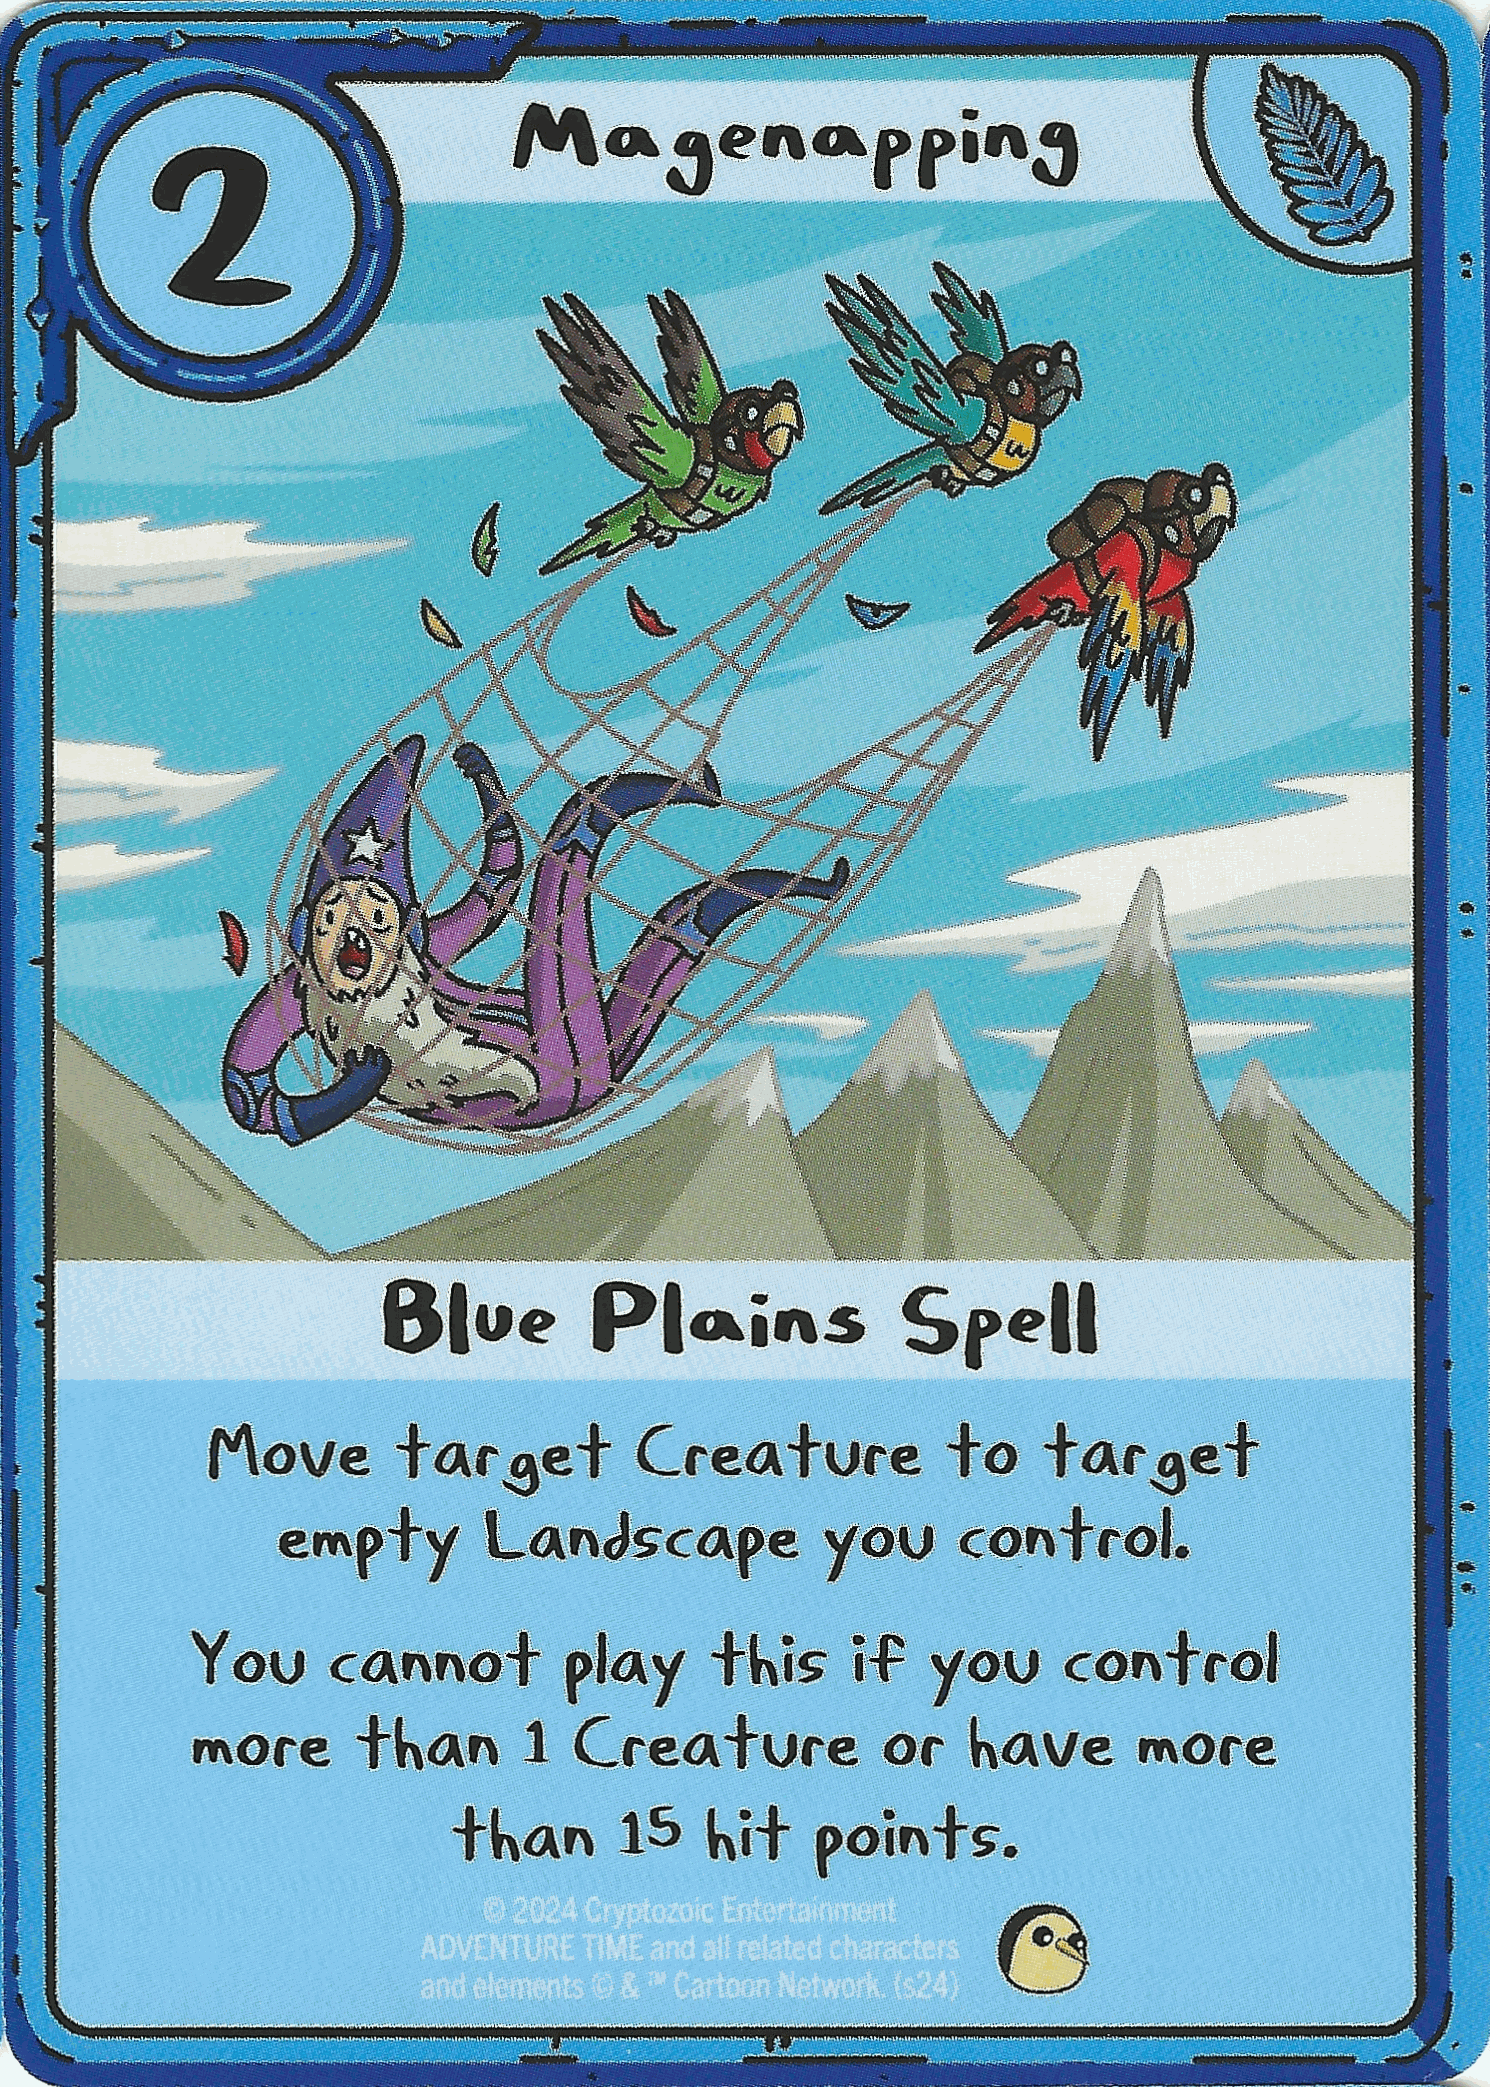 2
Magenapping
Blue Plains Spell
Move target Creature to target
empty Landscape you control.
You cannot play this if you control
more than 1 Creature or have more
than 15 hit points.
© 2024 Cryptozoic Entertainment
ADVENTURE TIME and all related characters
and elements © & ™ Cartoon Network. (s24)